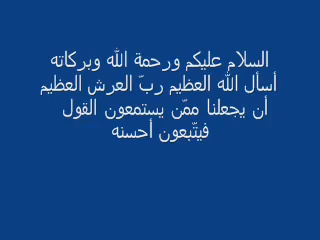 السلام عليكم ورحمة الله وبركاته
أسأل الله العظيم ربّ العرش العظيم
أن يجعلنا ممّن يستمعون القول
فيتّبعون أحسنه